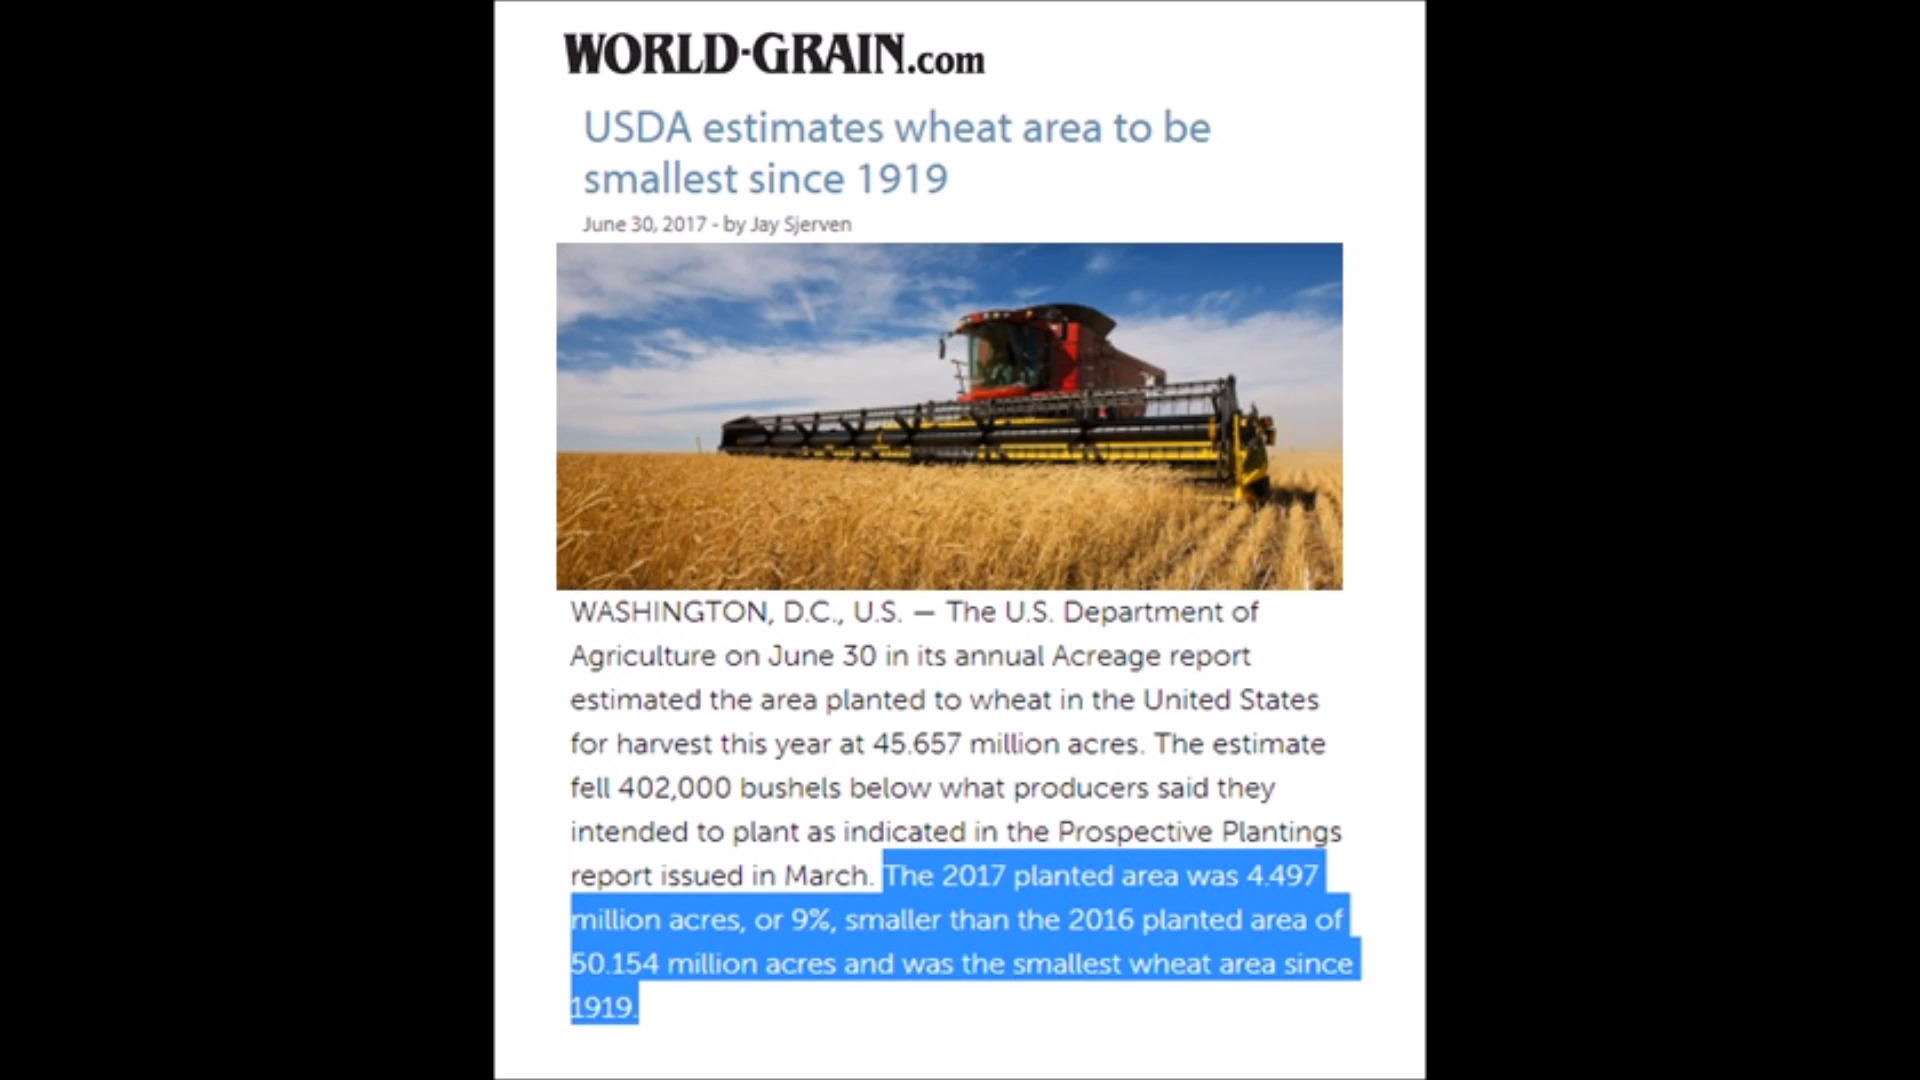 WORLD-GRAIN.com
USDA estimates wheat area to be
smallest since 1919
June 30, 2017 - by Jay Sjerven
WASHINGTON, D.C., U.S. — The U.S. Department of
Agriculture on June 30 in its annual Acreage report
estimated the area planted to wheat in the United States
for harvest this year at 45.657 million acres. The estimate
fell 402,000 bushels below what producers said they
intended to plant as indicated in the Prospective Plantings
report issued in March. The 2017 planted area was 4.497
million acres, or 9%, smaller than the 2016 planted area of
50.154 million acres and was the smallest wheat area since
1919.